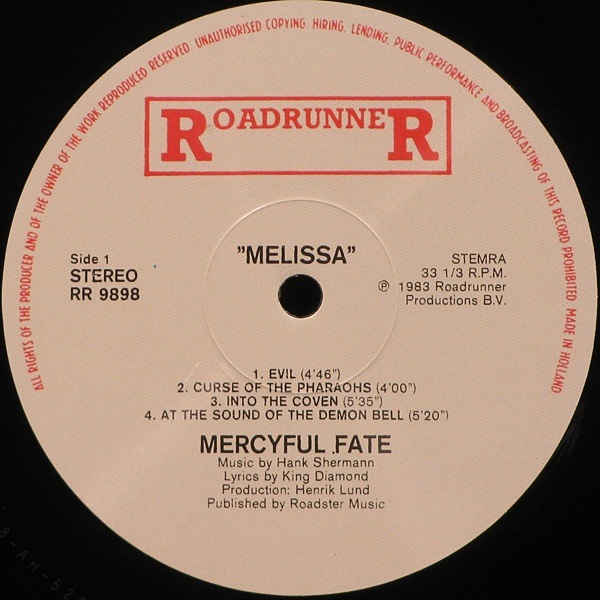 ALL RIGHTS OF THE PRODUCER AND OF THE OWNER OF THE WORK REPRODUCED RESERVED. UNAUTHORISED COPYING, HIRING, LENDING, PUBLIC PERFORMANCE AND BROADCASTING OF THIS RECORD PROHIBITED MADE IN HOLLAND
ROADRUNNER
"MELISSA"
Side 1
STEREO
RR 9898
STEMRA
33 1/3 R.P.M.
℗ 1983 Roadrunner
Productions B.V.
1. EVIL (4'46")
2. CURSE OF THE PHARAOHS (4'00")
3. INTO THE COVEN (5'35")
4. AT THE SOUND OF THE DEMON BELL (5'20")
MERCYFUL FATE
Music by Hank Shermann
Lyrics by King Diamond
Production: Henrik Lund
Published by Roadster Music